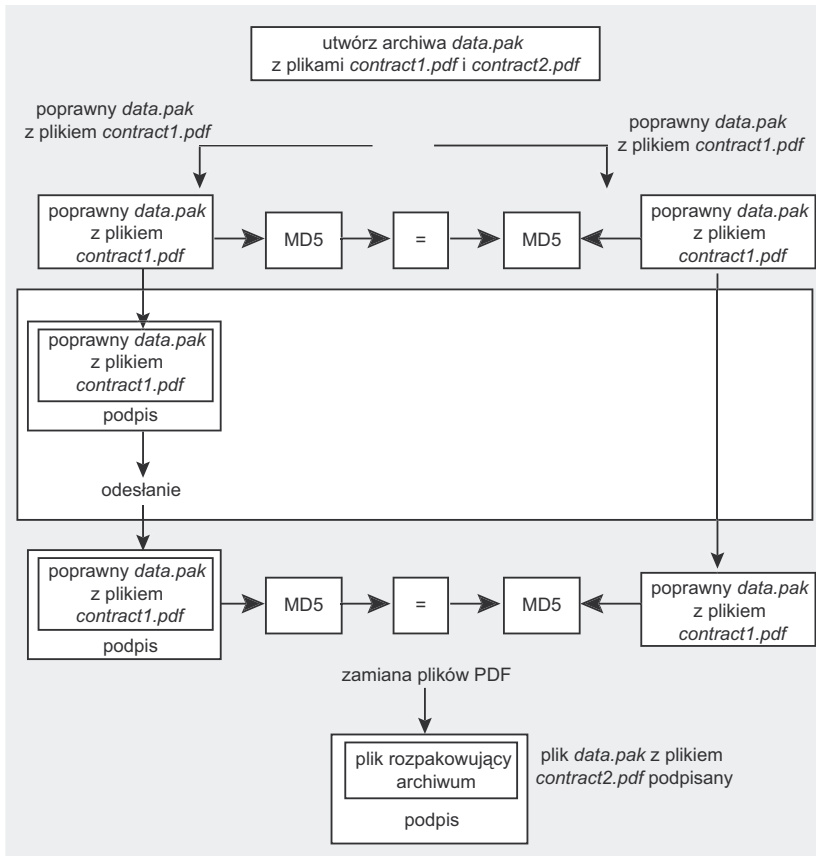 utwórz archiwa data.pak
z plikami contract1.pdf i contract2.pdf
poprawny data.pak
z plikiem contract1.pdf
poprawny data.pak
z plikiem contract1.pdf
poprawny data.pak
z plikiem
contract1.pdf
MD5
=
MD5
poprawny data.pak
z plikiem
contract1.pdf
poprawny data.pak
z plikiem
contract1.pdf
podpis
odesłanie
poprawny data.pak
z plikiem
contract1.pdf
podpis
MD5
=
MD5
poprawny data.pak
z plikiem
contract1.pdf
zamiana plików PDF
plik rozpakowujący
archiwum
podpis
plik data.pak z plikiem
contract2.pdf podpisany